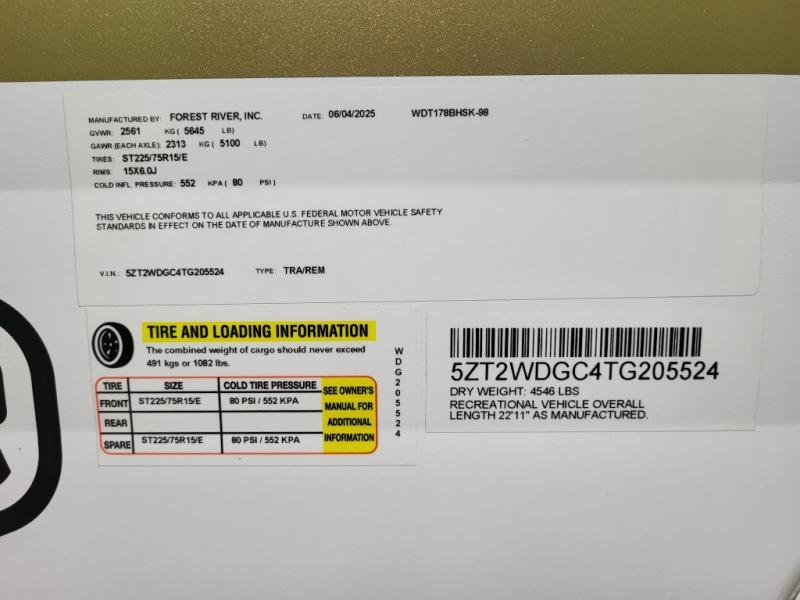 MANUFACTURED BY: FOREST RIVER, INC. DATE: 06/04/2025 WDT178BHSK-98
GVWR: 2561 KG ( 5645 LB)
GAWR (EACH AXLE): 2313 KG ( 5100 LB)
TIRES: ST225/75R15/E
RIMS: 15X6.0J
COLD INFL. PRESSURE: 552 KPA ( 80 PSI )
THIS VEHICLE CONFORMS TO ALL APPLICABLE U.S. FEDERAL MOTOR VEHICLE SAFETY
STANDARDS IN EFFECT ON THE DATE OF MANUFACTURE SHOWN ABOVE.
V.I.N.: 5ZT2WDGC4TG205524 TYPE: TRA/REM
TIRE AND LOADING INFORMATION
The combined weight of cargo should never exceed
491 kgs or 1082 lbs.
TIRE SIZE COLD TIRE PRESSURE
FRONT ST225/75R15/E 80 PSI / 552 KPA
REAR
SPARE ST225/75R15/E 80 PSI / 552 KPA
SEE OWNER'S
MANUAL FOR
ADDITIONAL
INFORMATION
WDG205524
5ZT2WDGC4TG205524
DRY WEIGHT: 4546 LBS
RECREATIONAL VEHICLE OVERALL
LENGTH 22'11" AS MANUFACTURED.